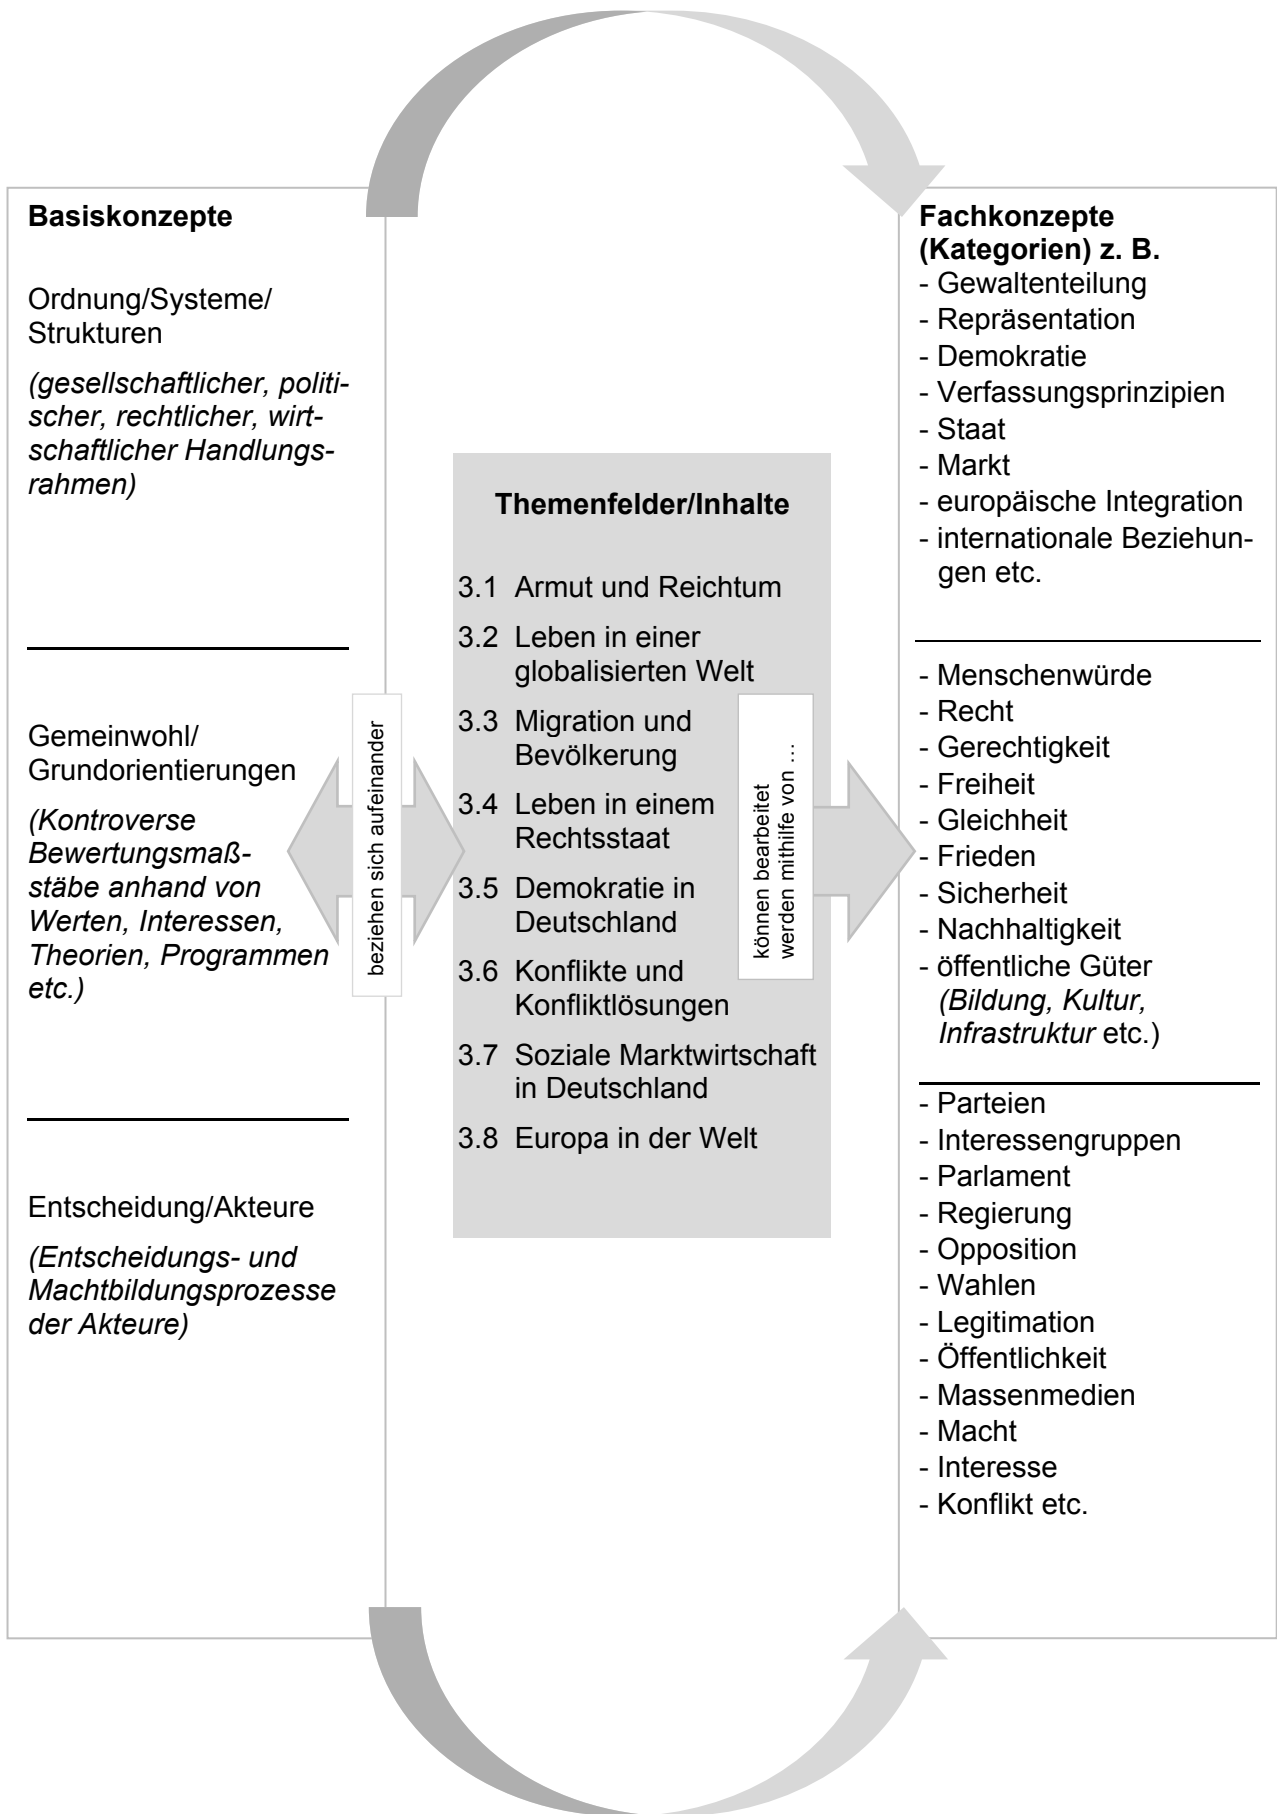 Basiskonzepte
Ordnung/Systeme/
Strukturen
(gesellschaftlicher, politi-
scher, rechtlicher, wirt-
schaftlicher Handlungs-
rahmen)
Gemeinwohl/
Grundorientierungen
(Kontroverse
Bewertungsmaß-
stäbe anhand von
Werten, Interessen,
Theorien, Programmen
etc.)
Entscheidung/Akteure
(Entscheidungs- und
Machtbildungsprozesse
der Akteure)
beziehen sich aufeinander
Themenfelder/Inhalte
3.1 Armut und Reichtum
3.2 Leben in einer
globalisierten Welt
3.3 Migration und
Bevölkerung
3.4 Leben in einem
Rechtsstaat
3.5 Demokratie in
Deutschland
3.6 Konflikte und
Konfliktlösungen
3.7 Soziale Marktwirtschaft
in Deutschland
3.8 Europa in der Welt
können bearbeitet
werden mithilfe von …
Fachkonzepte
(Kategorien) z. B.
- Gewaltenteilung
- Repräsentation
- Demokratie
- Verfassungsprinzipien
- Staat
- Markt
- europäische Integration
- internationale Beziehun-
gen etc.
- Menschenwürde
- Recht
- Gerechtigkeit
- Freiheit
- Gleichheit
- Frieden
- Sicherheit
- Nachhaltigkeit
- öffentliche Güter
(Bildung, Kultur,
Infrastruktur etc.)
- Parteien
- Interessengruppen
- Parlament
- Regierung
- Opposition
- Wahlen
- Legitimation
- Öffentlichkeit
- Massenmedien
- Macht
- Interesse
- Konflikt etc.